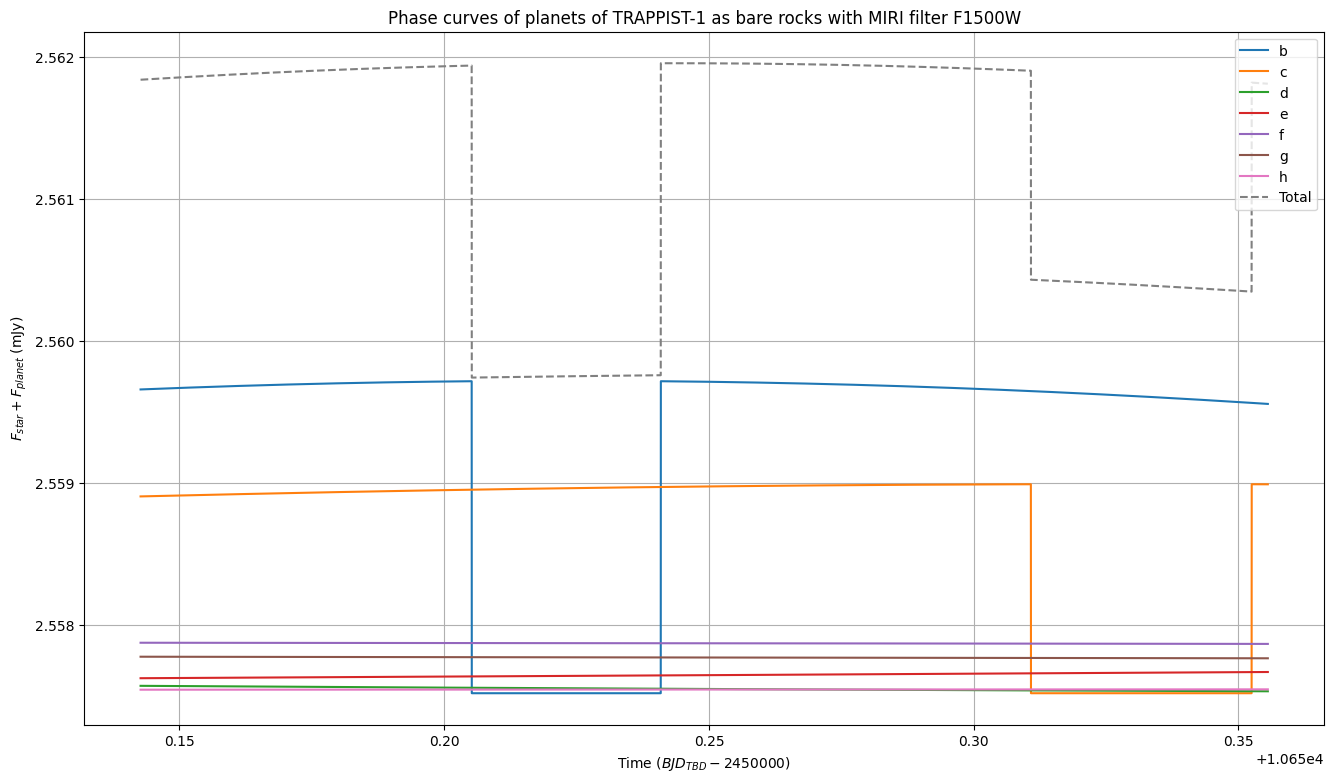 Phase curves of planets of TRAPPIST-1 as bare rocks with MIRI filter F1500W
b
c
d
e
f
g
h
Total
2.562
2.561
2.560
2.559
2.558
F_{star} + F_{planet} (mJy)
0.15
0.20
0.25
0.30
0.35
+1.065e4
Time (BJD_{TBD} − 2450000)